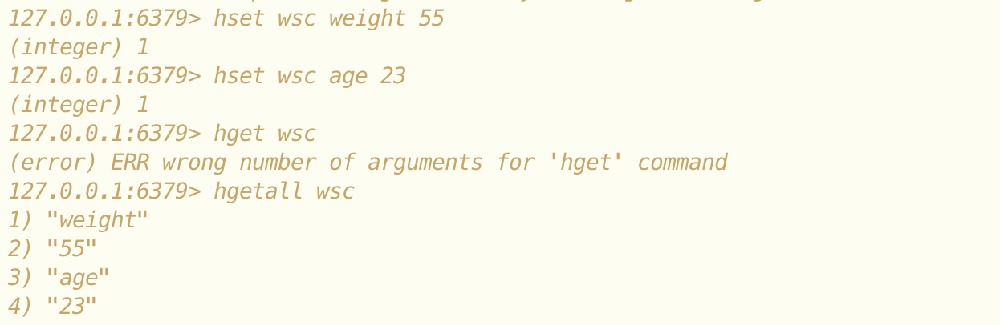 127.0.0.1:6379> hset wsc weight 55
(integer) 1
127.0.0.1:6379> hset wsc age 23
(integer) 1
127.0.0.1:6379> hget wsc
(error) ERR wrong number of arguments for 'hget' command
127.0.0.1:6379> hgetall wsc
1) "weight"
2) "55"
3) "age"
4) "23"